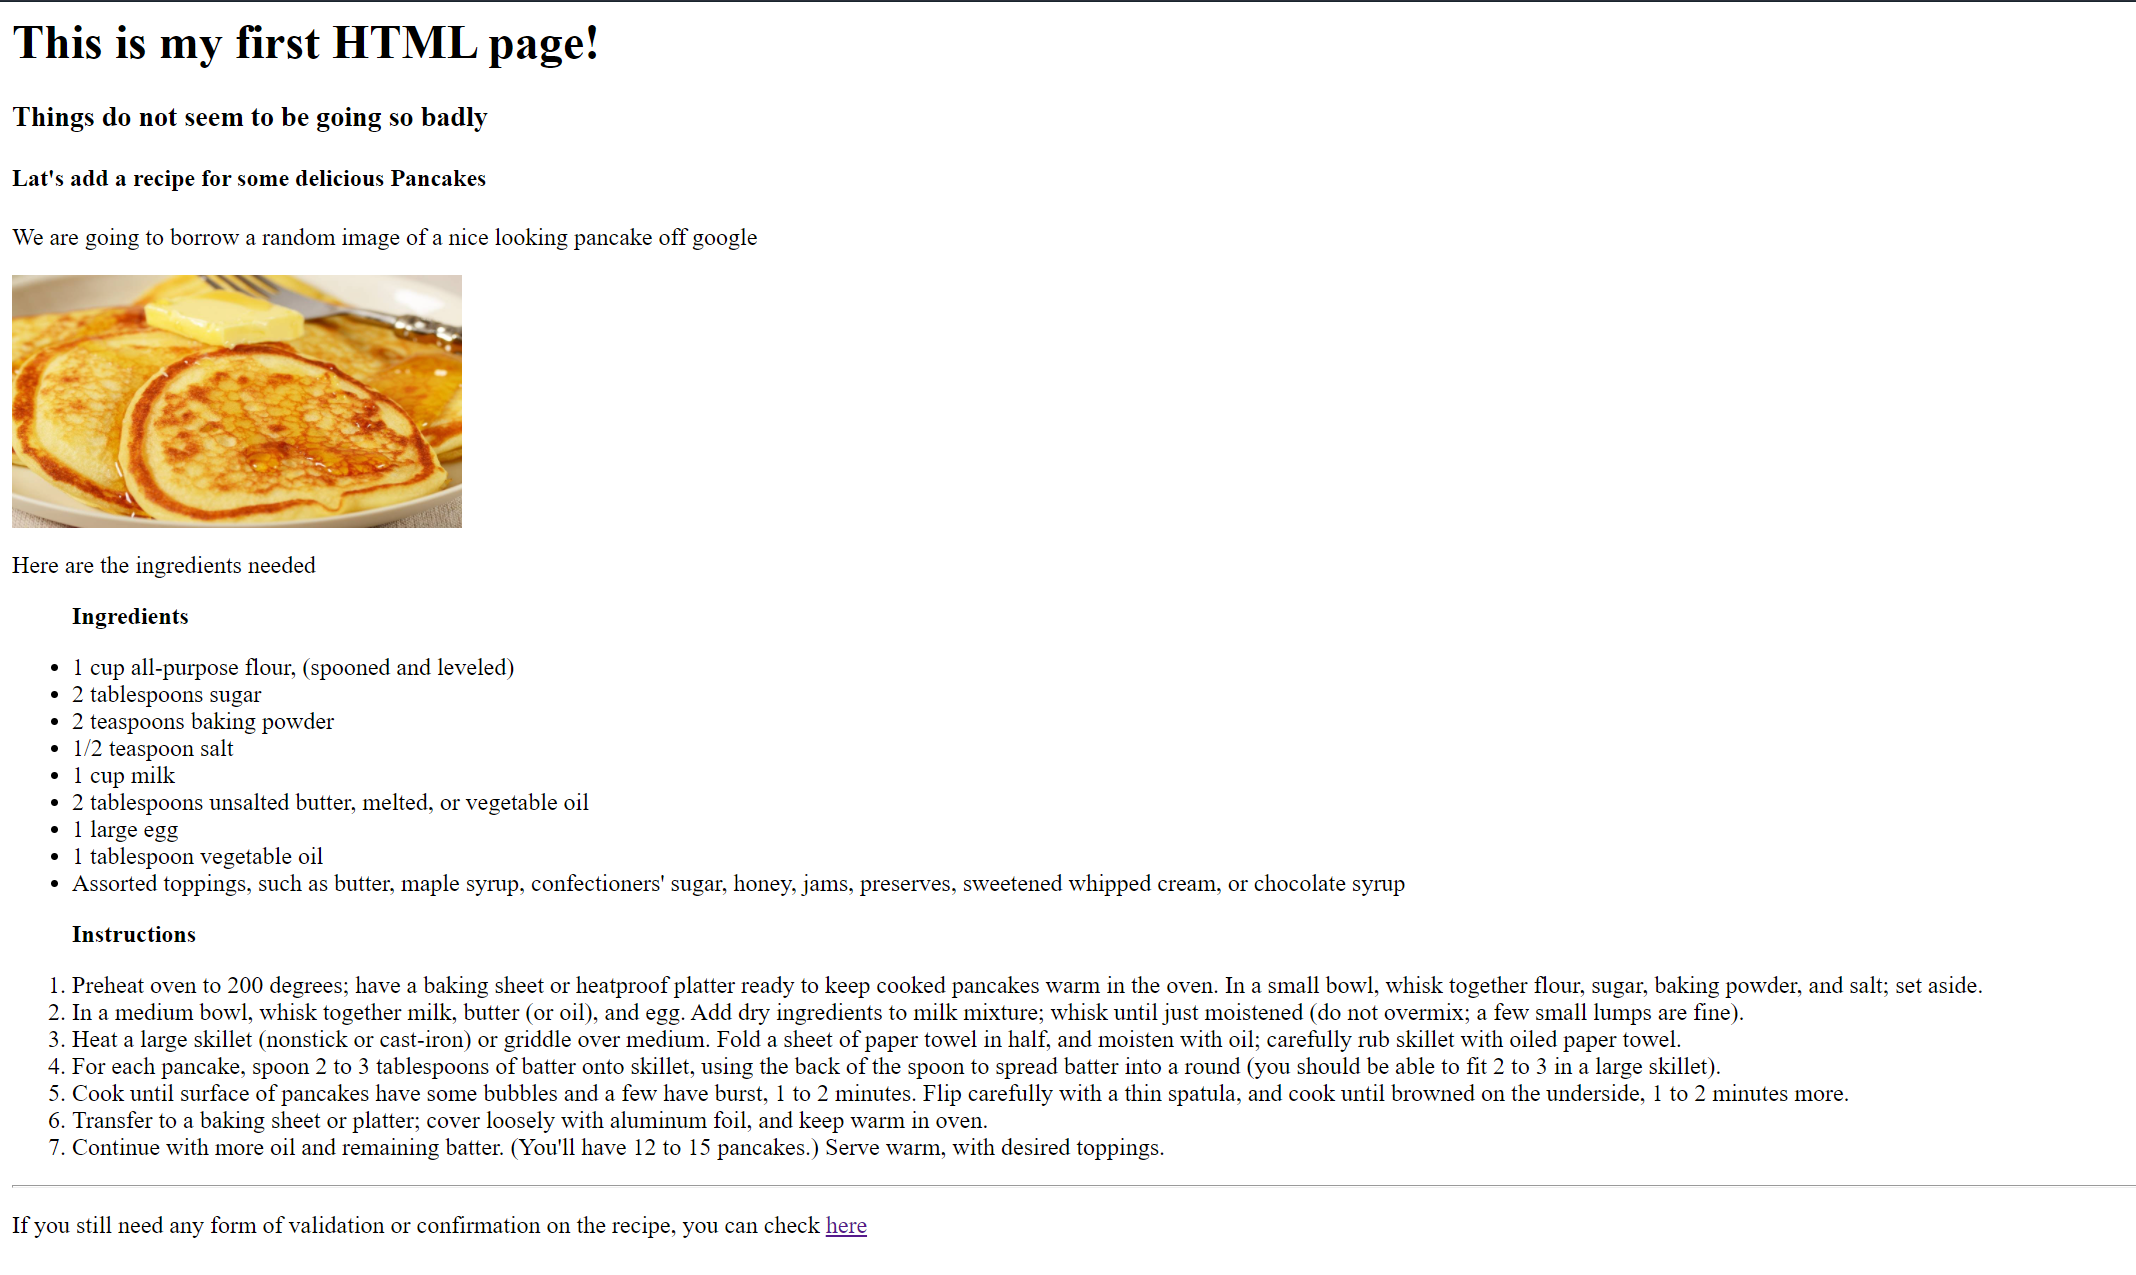 This is my first HTML page!
Things do not seem to be going so badly
Lat's add a recipe for some delicious Pancakes
We are going to borrow a random image of a nice looking pancake off google
Here are the ingredients needed
Ingredients
• 1 cup all-purpose flour, (spooned and leveled)
• 2 tablespoons sugar
• 2 teaspoons baking powder
• 1/2 teaspoon salt
• 1 cup milk
• 2 tablespoons unsalted butter, melted, or vegetable oil
• 1 large egg
• 1 tablespoon vegetable oil
• Assorted toppings, such as butter, maple syrup, confectioners' sugar, honey, jams, preserves, sweetened whipped cream, or chocolate syrup
Instructions
1. Preheat oven to 200 degrees; have a baking sheet or heatproof platter ready to keep cooked pancakes warm in the oven. In a small bowl, whisk together flour, sugar, baking powder, and salt; set aside.
2. In a medium bowl, whisk together milk, butter (or oil), and egg. Add dry ingredients to milk mixture; whisk until just moistened (do not overmix; a few small lumps are fine).
3. Heat a large skillet (nonstick or cast-iron) or griddle over medium. Fold a sheet of paper towel in half, and moisten with oil; carefully rub skillet with oiled paper towel.
4. For each pancake, spoon 2 to 3 tablespoons of batter onto skillet, using the back of the spoon to spread batter into a round (you should be able to fit 2 to 3 in a large skillet).
5. Cook until surface of pancakes have some bubbles and a few have burst, 1 to 2 minutes. Flip carefully with a thin spatula, and cook until browned on the underside, 1 to 2 minutes more.
6. Transfer to a baking sheet or platter; cover loosely with aluminum foil, and keep warm in oven.
7. Continue with more oil and remaining batter. (You'll have 12 to 15 pancakes.) Serve warm, with desired toppings.
If you still need any form of validation or confirmation on the recipe, you can check here